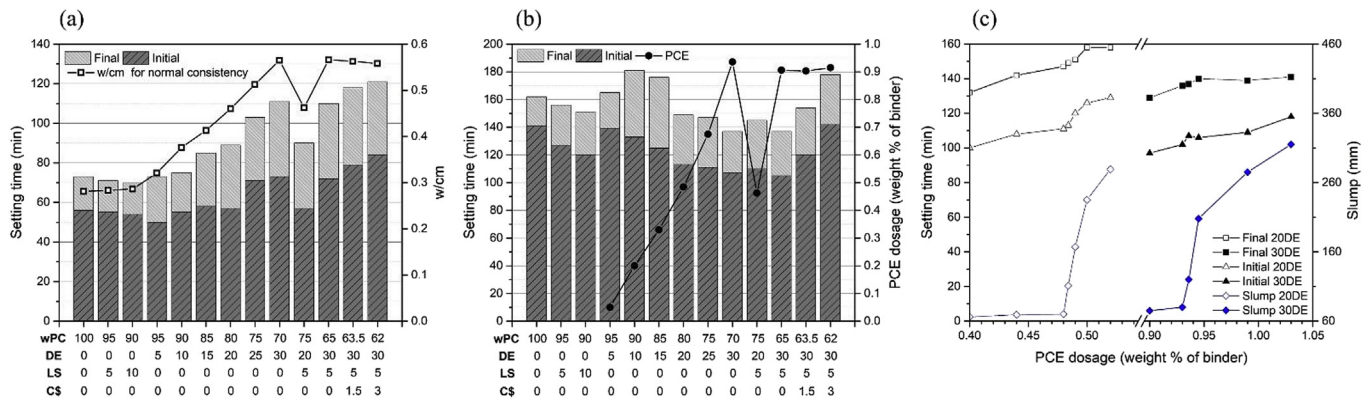 (a)
(b)
(c)
Final Initial
w/cm for normal consistency
Setting time (min)
140
120
100
80
60
40
20
0
0.6
0.5
0.4
0.3
0.2
0.1
0.0
w/cm
wPC 100 95 90 95 90 85 80 75 70 75 65 63.5 62
DE 0 0 0 5 10 15 20 25 30 20 30 30 30
LS 0 5 10 0 0 0 0 0 0 5 5 5 5
C$ 0 0 0 0 0 0 0 0 0 0 0 1.5 3
Final Initial PCE
Setting time (min)
200
180
160
140
120
100
80
60
40
20
0
1.0
0.9
0.8
0.7
0.6
0.5
0.4
0.3
0.2
0.1
0.0
PCE dosage (weight % of binder)
wPC 100 95 90 95 90 85 80 75 70 75 65 63.5 62
DE 0 0 0 5 10 15 20 25 30 20 30 30 30
LS 0 5 10 0 0 0 0 0 0 5 5 5 5
C$ 0 0 0 0 0 0 0 0 0 0 0 1.5 3
Setting time (min)
160
140
120
100
80
60
40
20
0
460
360
260
160
60
Slump (mm)
Final 20DE
Final 30DE
Initial 20DE
Initial 30DE
Slump 20DE
Slump 30DE
0.40 0.45 0.50 0.90 0.95 1.00 1.05
PCE dosage (weight % of binder)